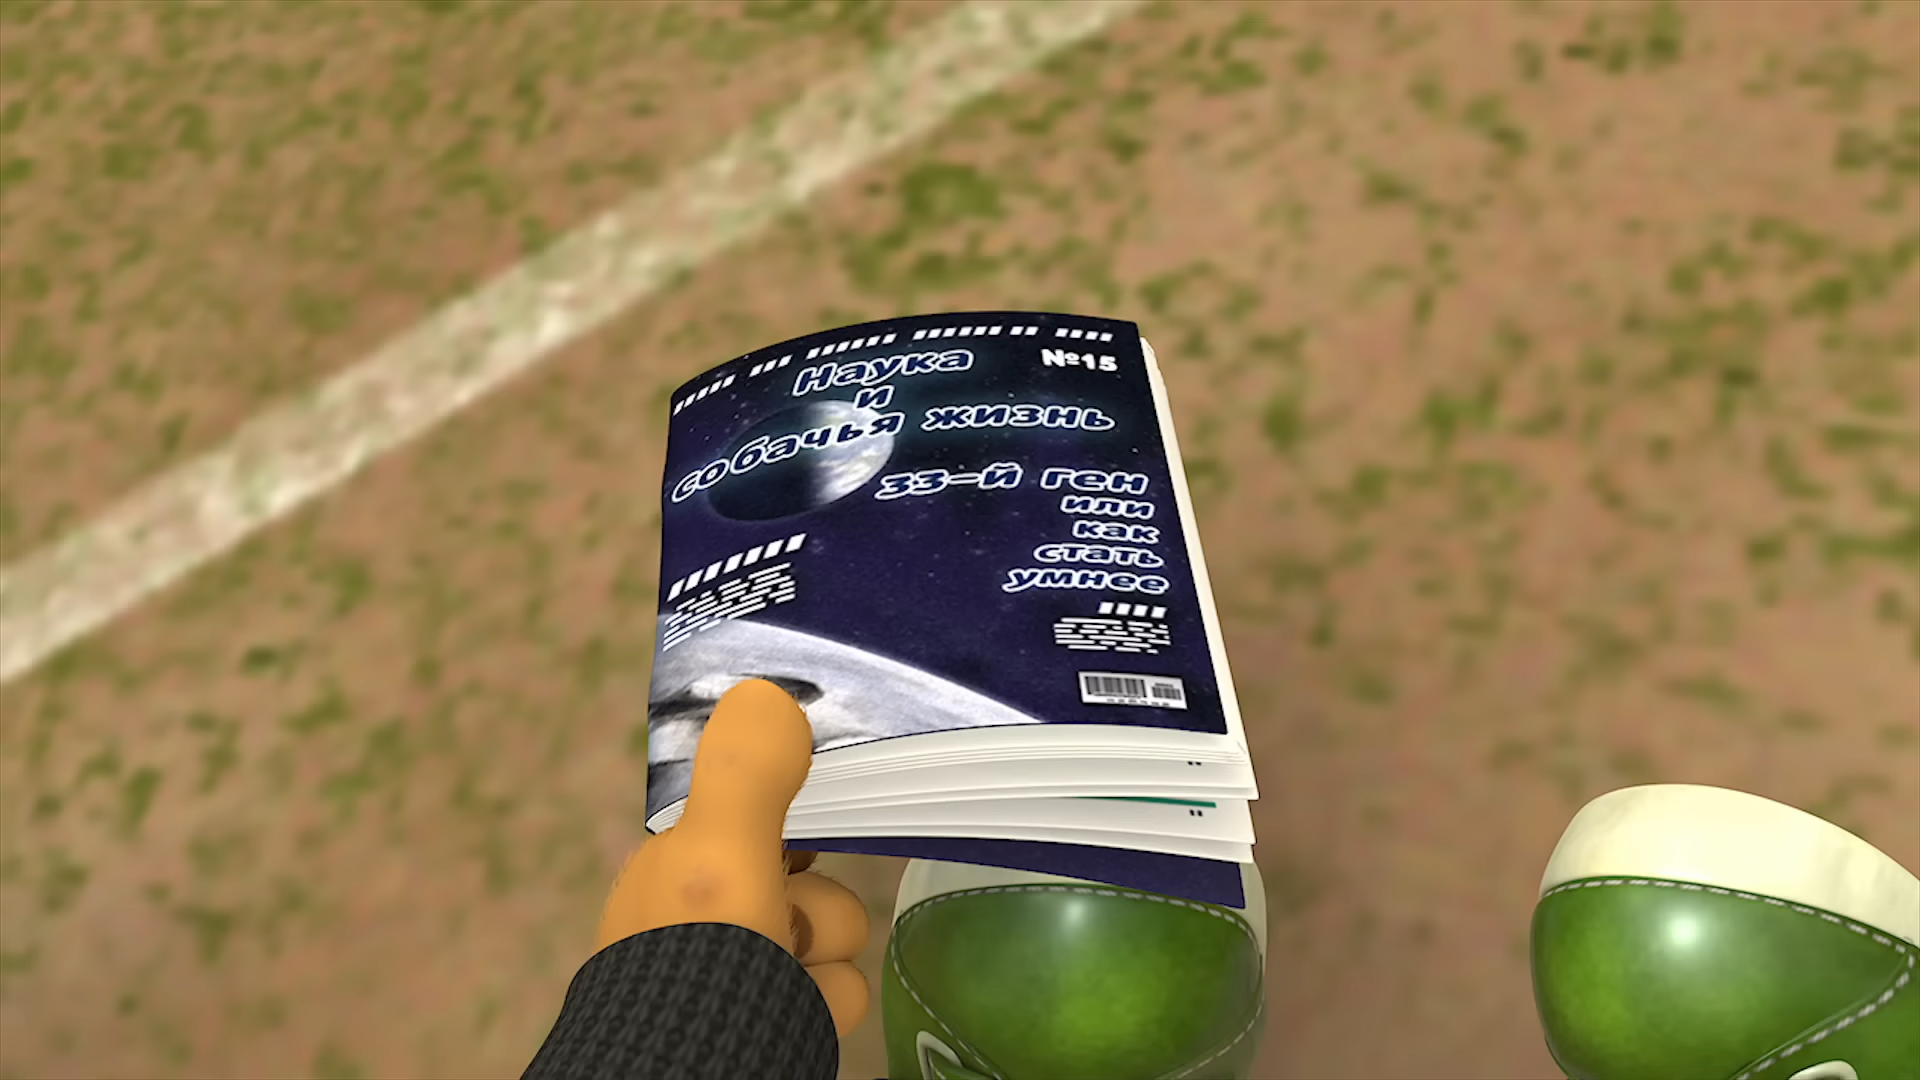 Наука
и
собачья жизнь
№15
33-й ген
или
как
стать
умнее